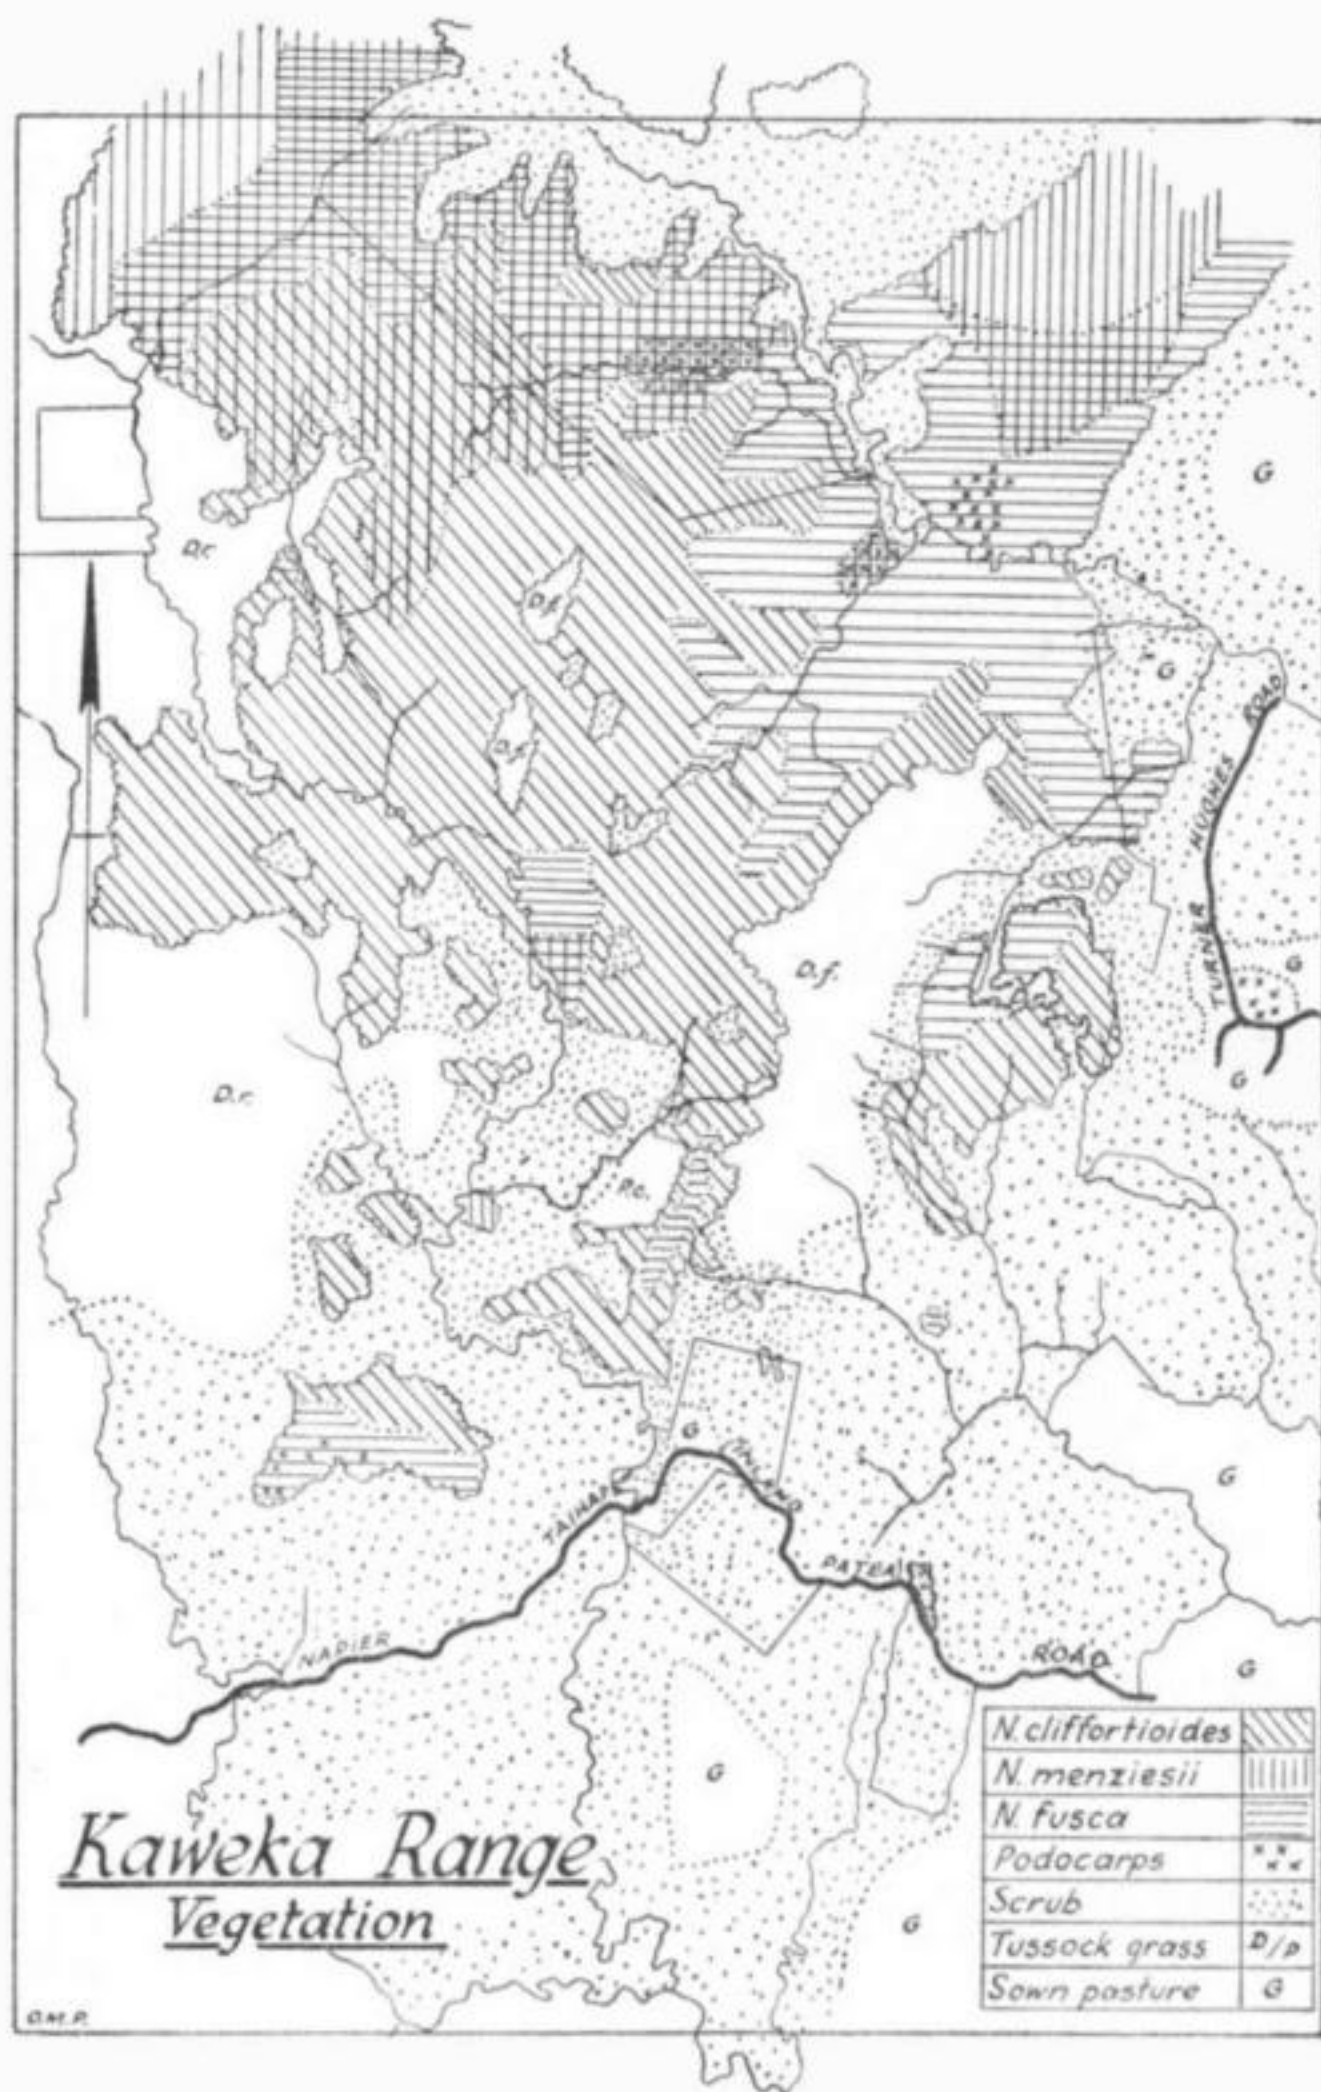 G
D.r.
D.f.
G
D.f.
TURNER HUGHES ROAD
D.f.
G
D.r.
G
P.c.
G
G
TAIHAPE
INLAND
PATEA
NAPIER
ROAD
G
G
G
Kaweka Range
Vegetation
O.M.P.
N. cliffortioides
N. menziesii
N. fusca
Podocarps
Scrub
Tussock grass D/P
Sown pasture G